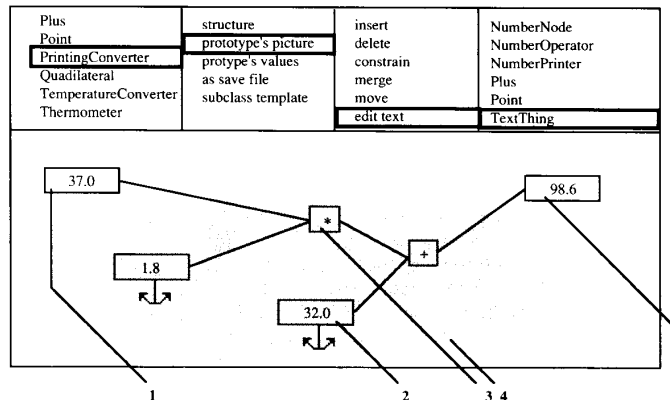 Plus
Point
PrintingConverter
Quadilateral
TemperatureConverter
Thermometer
structure
prototype's picture
protype's values
as save file
subclass template
insert
delete
constrain
merge
move
edit text
NumberNode
NumberOperator
NumberPrinter
Plus
Point
TextThing
37.0
98.6
*
+
1.8
32.0
1 2 3 4